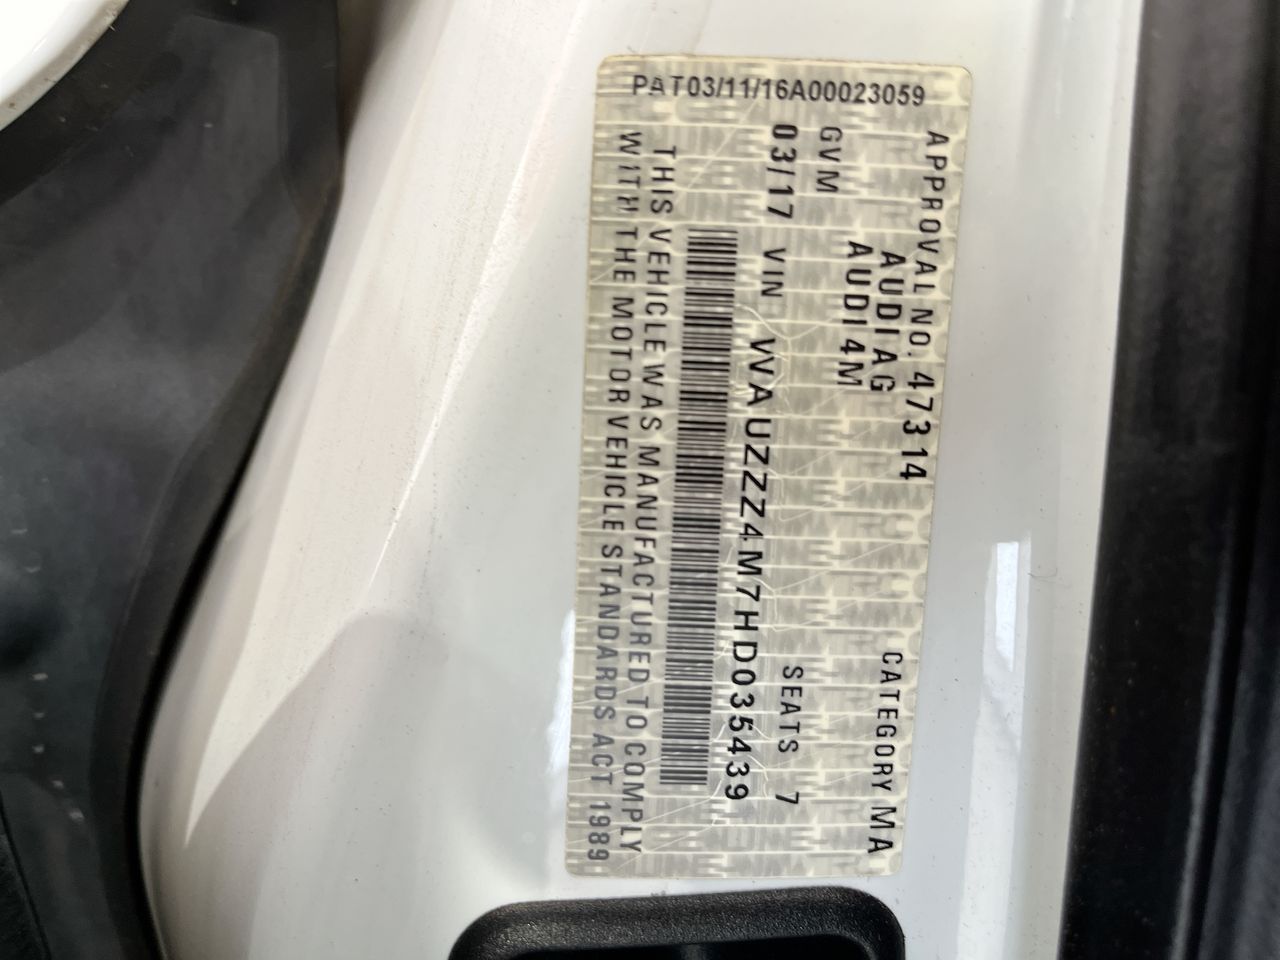 PAT03/11/16A00023059
APPROVAL NO. 47314 CATEGORY MA
AUDI AG
AUDI 4M
GVM SEATS 7
03/17 VIN WAUZZZ4M7HD035439
THIS VEHICLE WAS MANUFACTURED TO COMPLY
WITH THE MOTOR VEHICLE STANDARDS ACT 1989